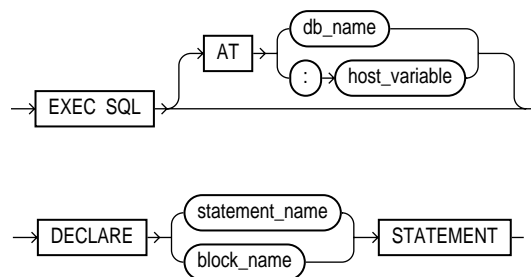 db_name
AT
: host_variable
EXEC SQL
statement_name
DECLARE STATEMENT
block_name